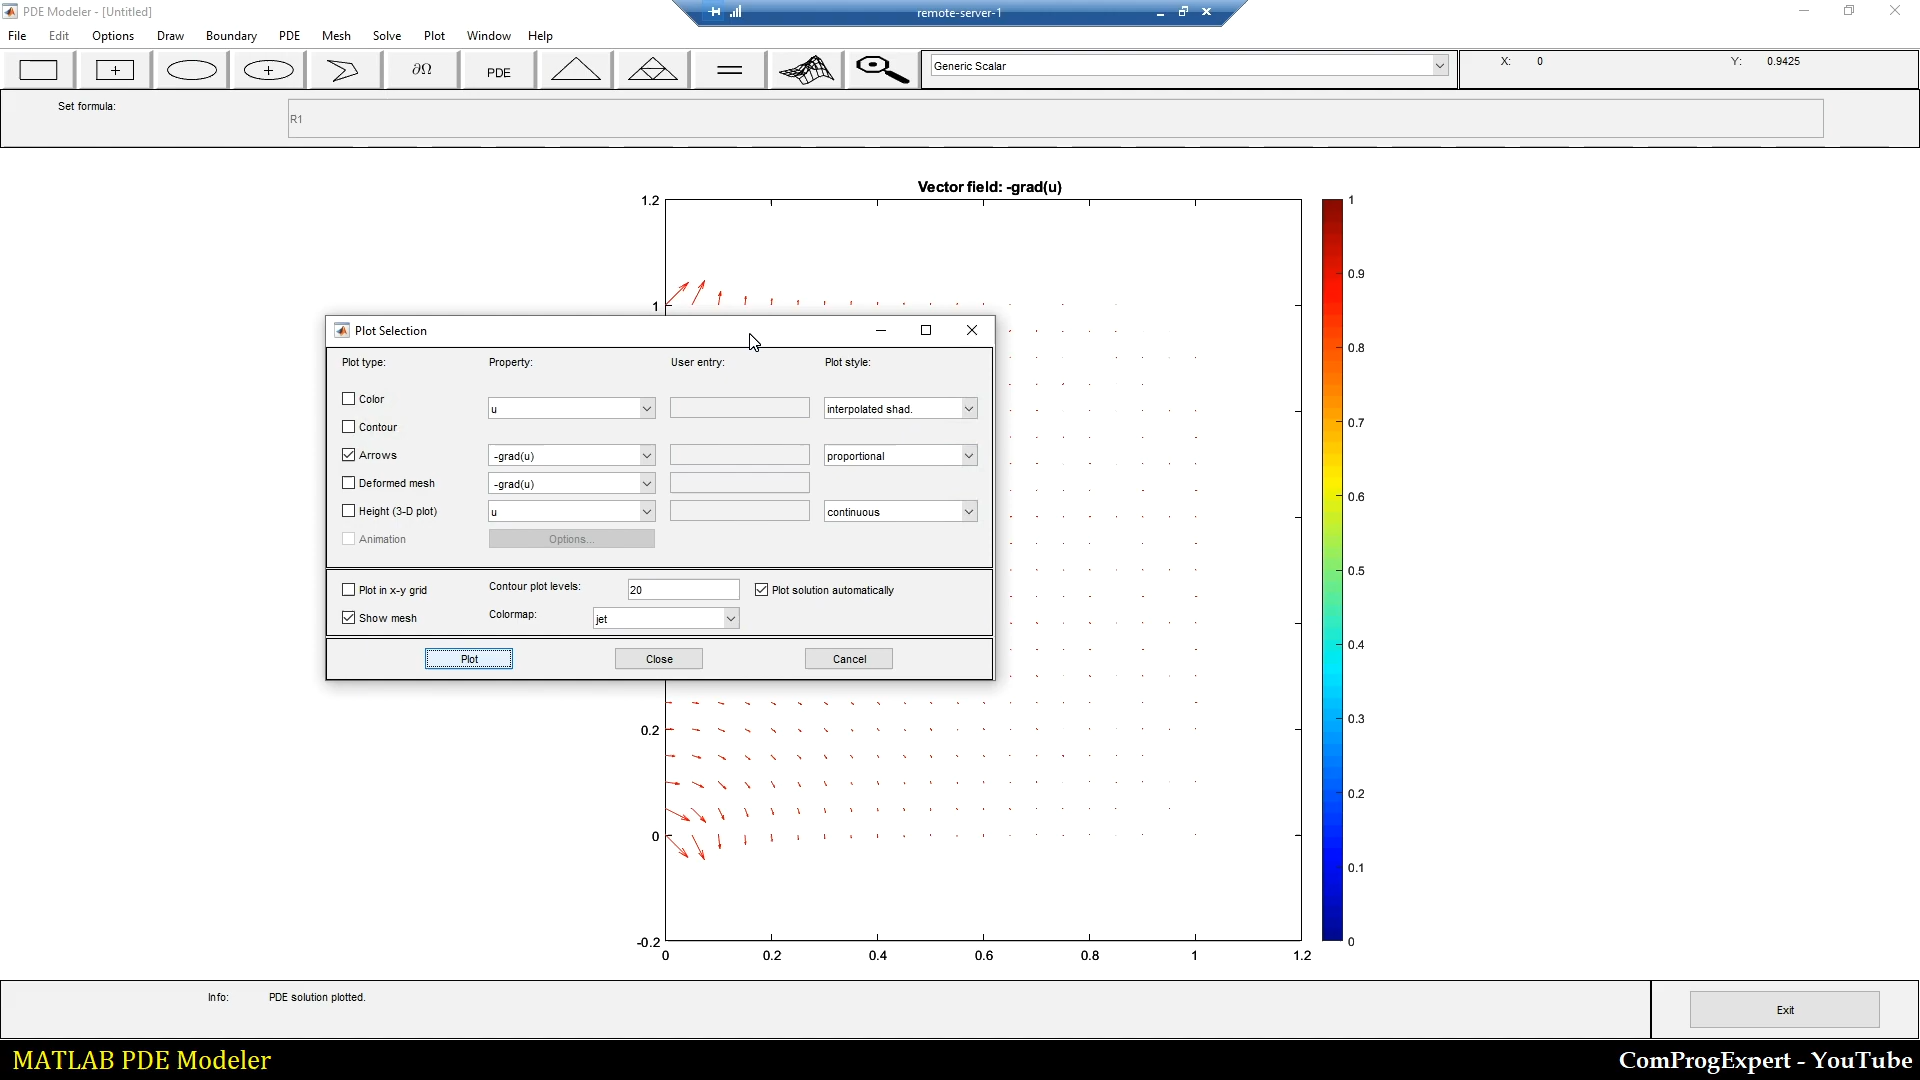 PDE Modeler - [Untitled]
remote-server-1
File Edit Options Draw Boundary PDE Mesh Solve Plot Window Help
∂Ω
PDE
Generic Scalar
X: 0 Y: 0.9425
Set formula:
R1
Vector field: -grad(u)
1.2
1
0.2
0
-0.2
0 0.2 0.4 0.6 0.8 1 1.2
1
0.9
0.8
0.7
0.6
0.5
0.4
0.3
0.2
0.1
0
Plot Selection
Plot type: Property: User entry: Plot style:
Color u interpolated shad.
Contour
Arrows -grad(u) proportional
Deformed mesh -grad(u)
Height (3-D plot) u continuous
Animation Options...
Plot in x-y grid Contour plot levels: 20 Plot solution automatically
Show mesh Colormap: jet
Plot Close Cancel
Info: PDE solution plotted.
Exit
MATLAB PDE Modeler
ComProgExpert - YouTube